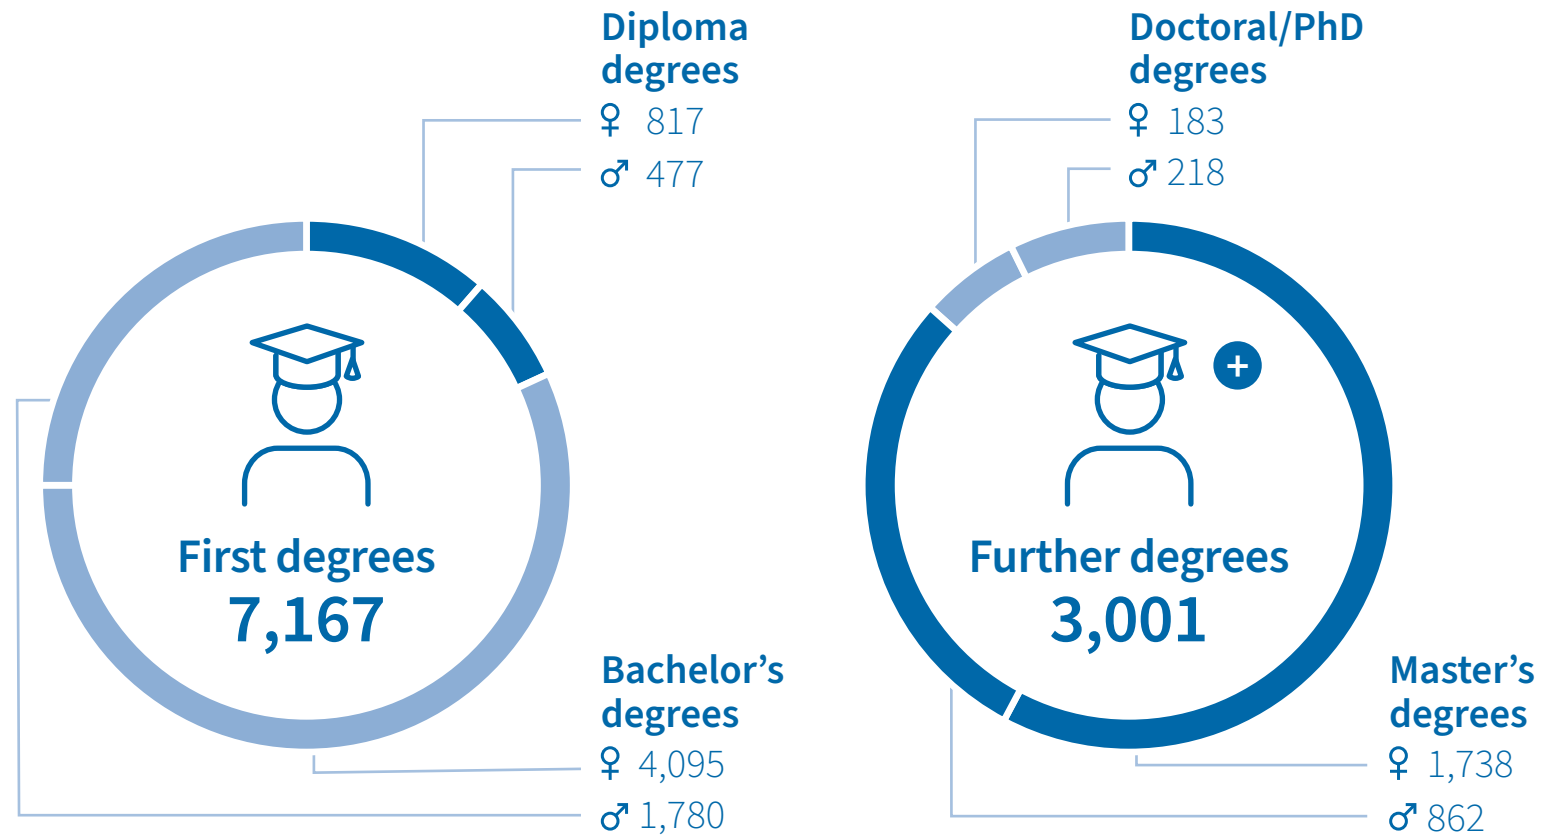 Diploma
degrees
♀ 817
♂ 477
First degrees
7,167
Bachelor’s
degrees
♀ 4,095
♂ 1,780
Doctoral/PhD
degrees
♀ 183
♂ 218
+
Further degrees
3,001
Master’s
degrees
♀ 1,738
♂ 862